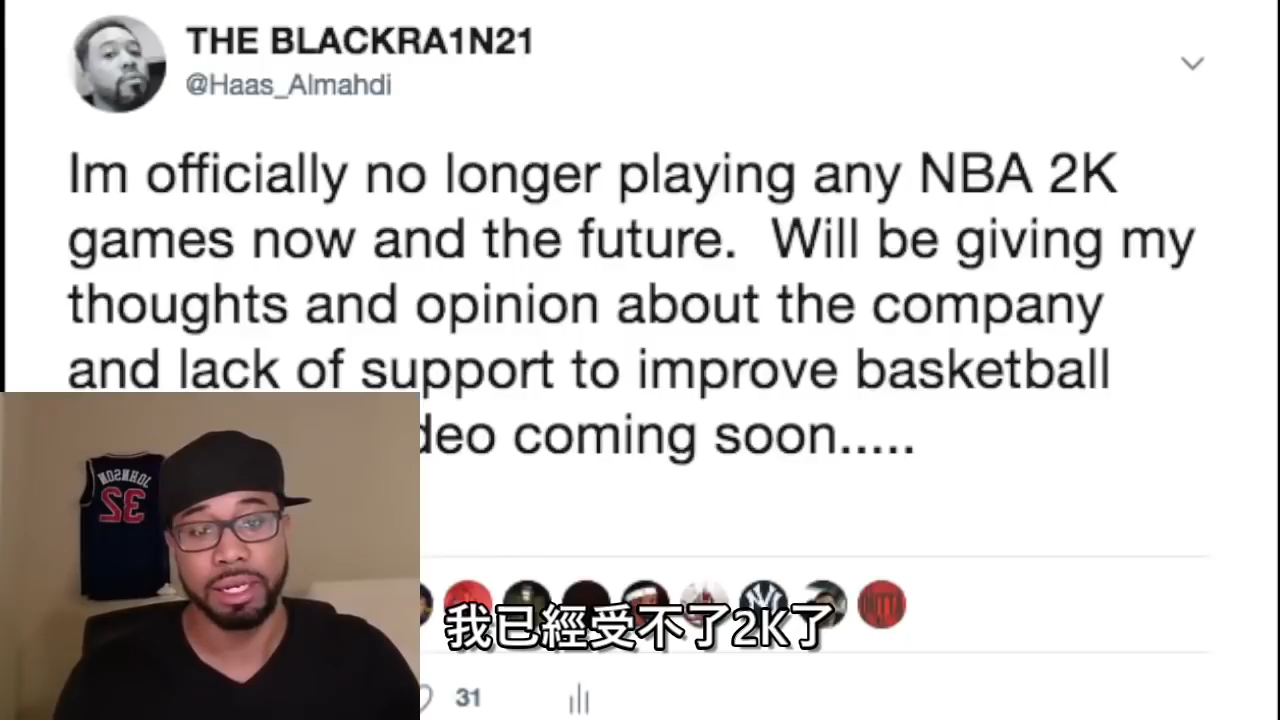 THE BLACKRA1N21
@Haas_Almahdi
Im officially no longer playing any NBA 2K
games now and the future.  Will be giving my
thoughts and opinion about the company
and lack of support to improve basketball
deo coming soon.....
JOHNSON
32
我已經受不了2K了
31